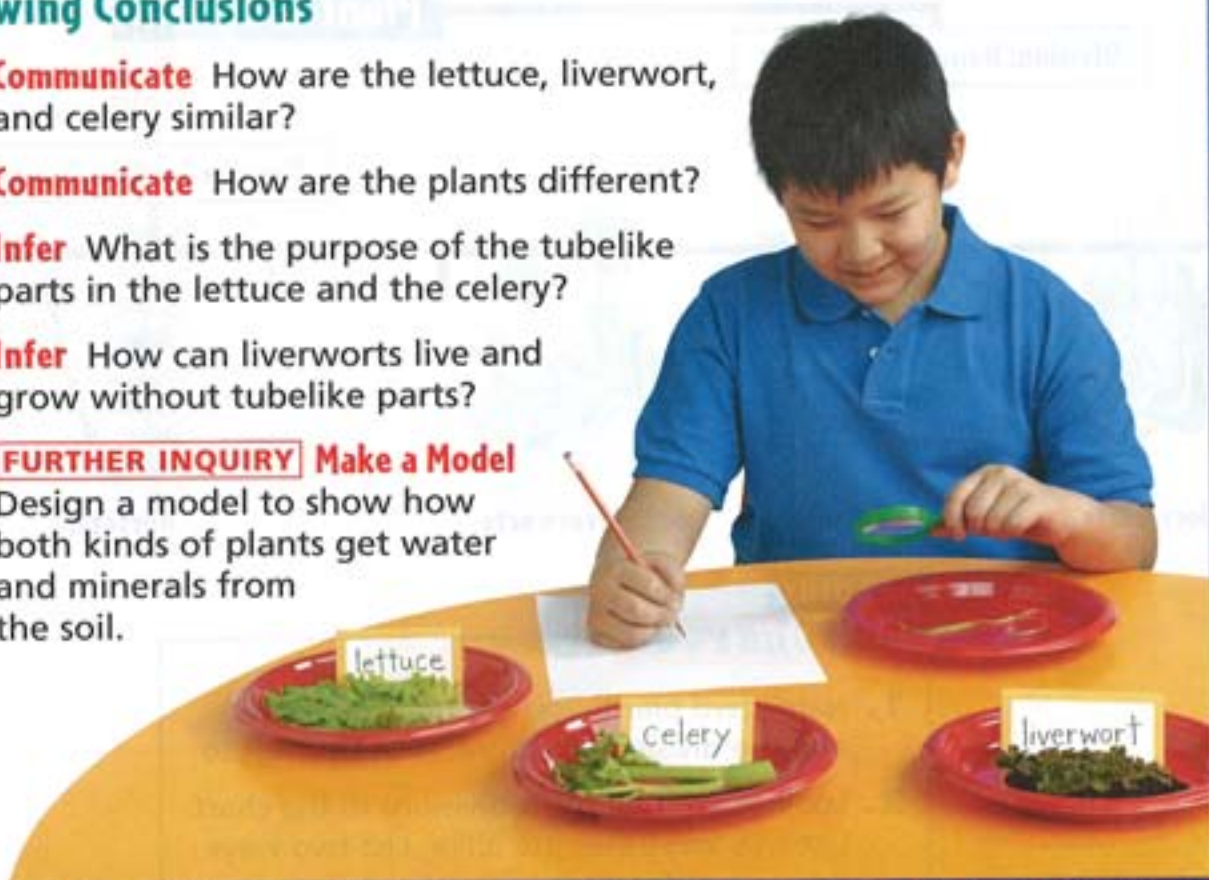 wing Conclusions
Communicate How are the lettuce, liverwort,
and celery similar?
Communicate How are the plants different?
Infer What is the purpose of the tubelike
parts in the lettuce and the celery?
Infer How can liverworts live and
grow without tubelike parts?
FURTHER INQUIRY Make a Model
Design a model to show how
both kinds of plants get water
and minerals from
the soil.
lettuce
celery
liverwort